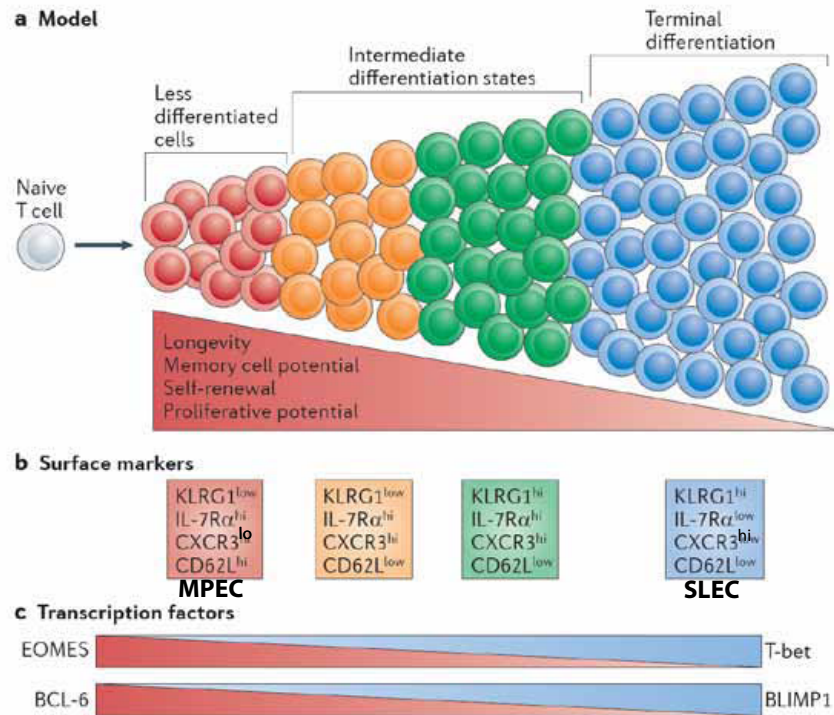 a Model
Terminal
differentiation
Intermediate
differentiation states
Less
differentiated
cells
Naive
T cell
Longevity
Memory cell potential
Self-renewal
Proliferative potential
b Surface markers
KLRG1low
IL-7Rαhi
CXCR3lo
CD62Lhi
MPEC
KLRG1low
IL-7Rαhi
CXCR3hi
CD62Llow
KLRG1hi
IL-7Rαhi
CXCR3hi
CD62Llow
KLRG1hi
IL-7Rαlow
CXCR3hi
CD62Llow
SLEC
c Transcription factors
EOMES
T-bet
BCL-6
BLIMP1